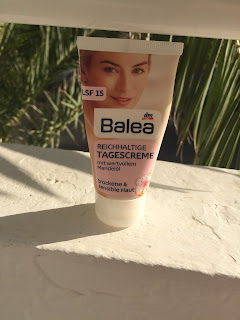 LSF 15
dm
Balea
REICHHALTIGE
TAGESCREME
mit wertvollem
Mandelöl
Trockene &
sensible Haut